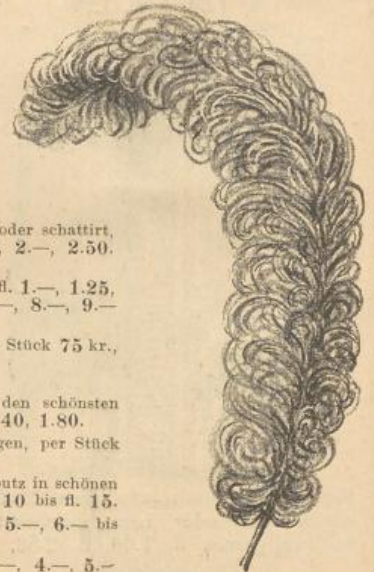 oder schattirt,
2.—, 2.50.
fl. 1.—, 1.25,
—, 8.—, 9.—
Stück 75 kr.,
den schönsten
40, 1.80.
gen, per Stück
putz in schönen
10 bis fl. 15.
5.—, 6.— bis
—, 4.—, 5.—